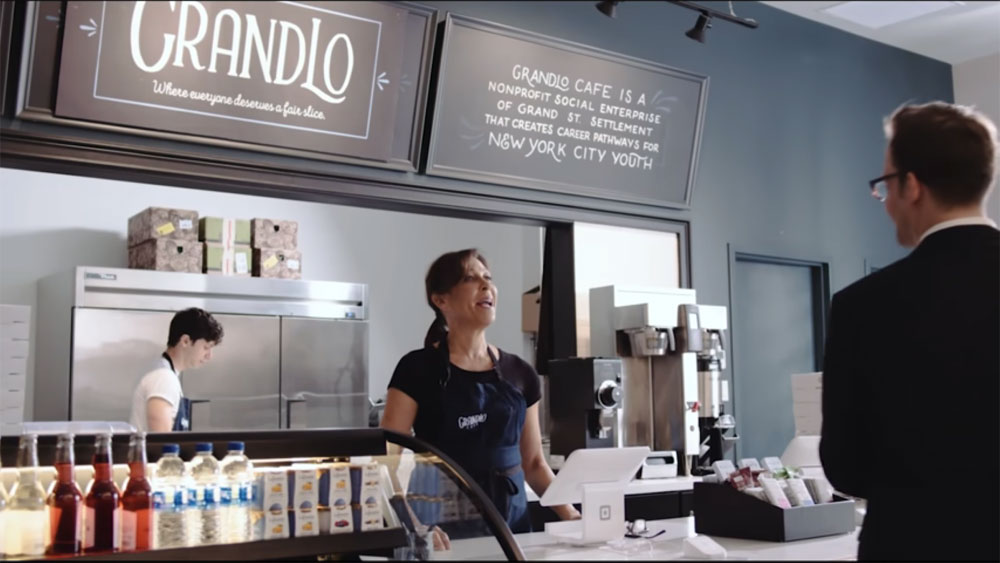 GRANDLO
Where everyone deserves a fair slice.
GRANDLO CAFE IS A
NONPROFIT SOCIAL ENTERPRISE
OF GRAND ST. SETTLEMENT
THAT CREATES CAREER PATHWAYS FOR
NEW YORK CITY YOUTH
GRANDLO